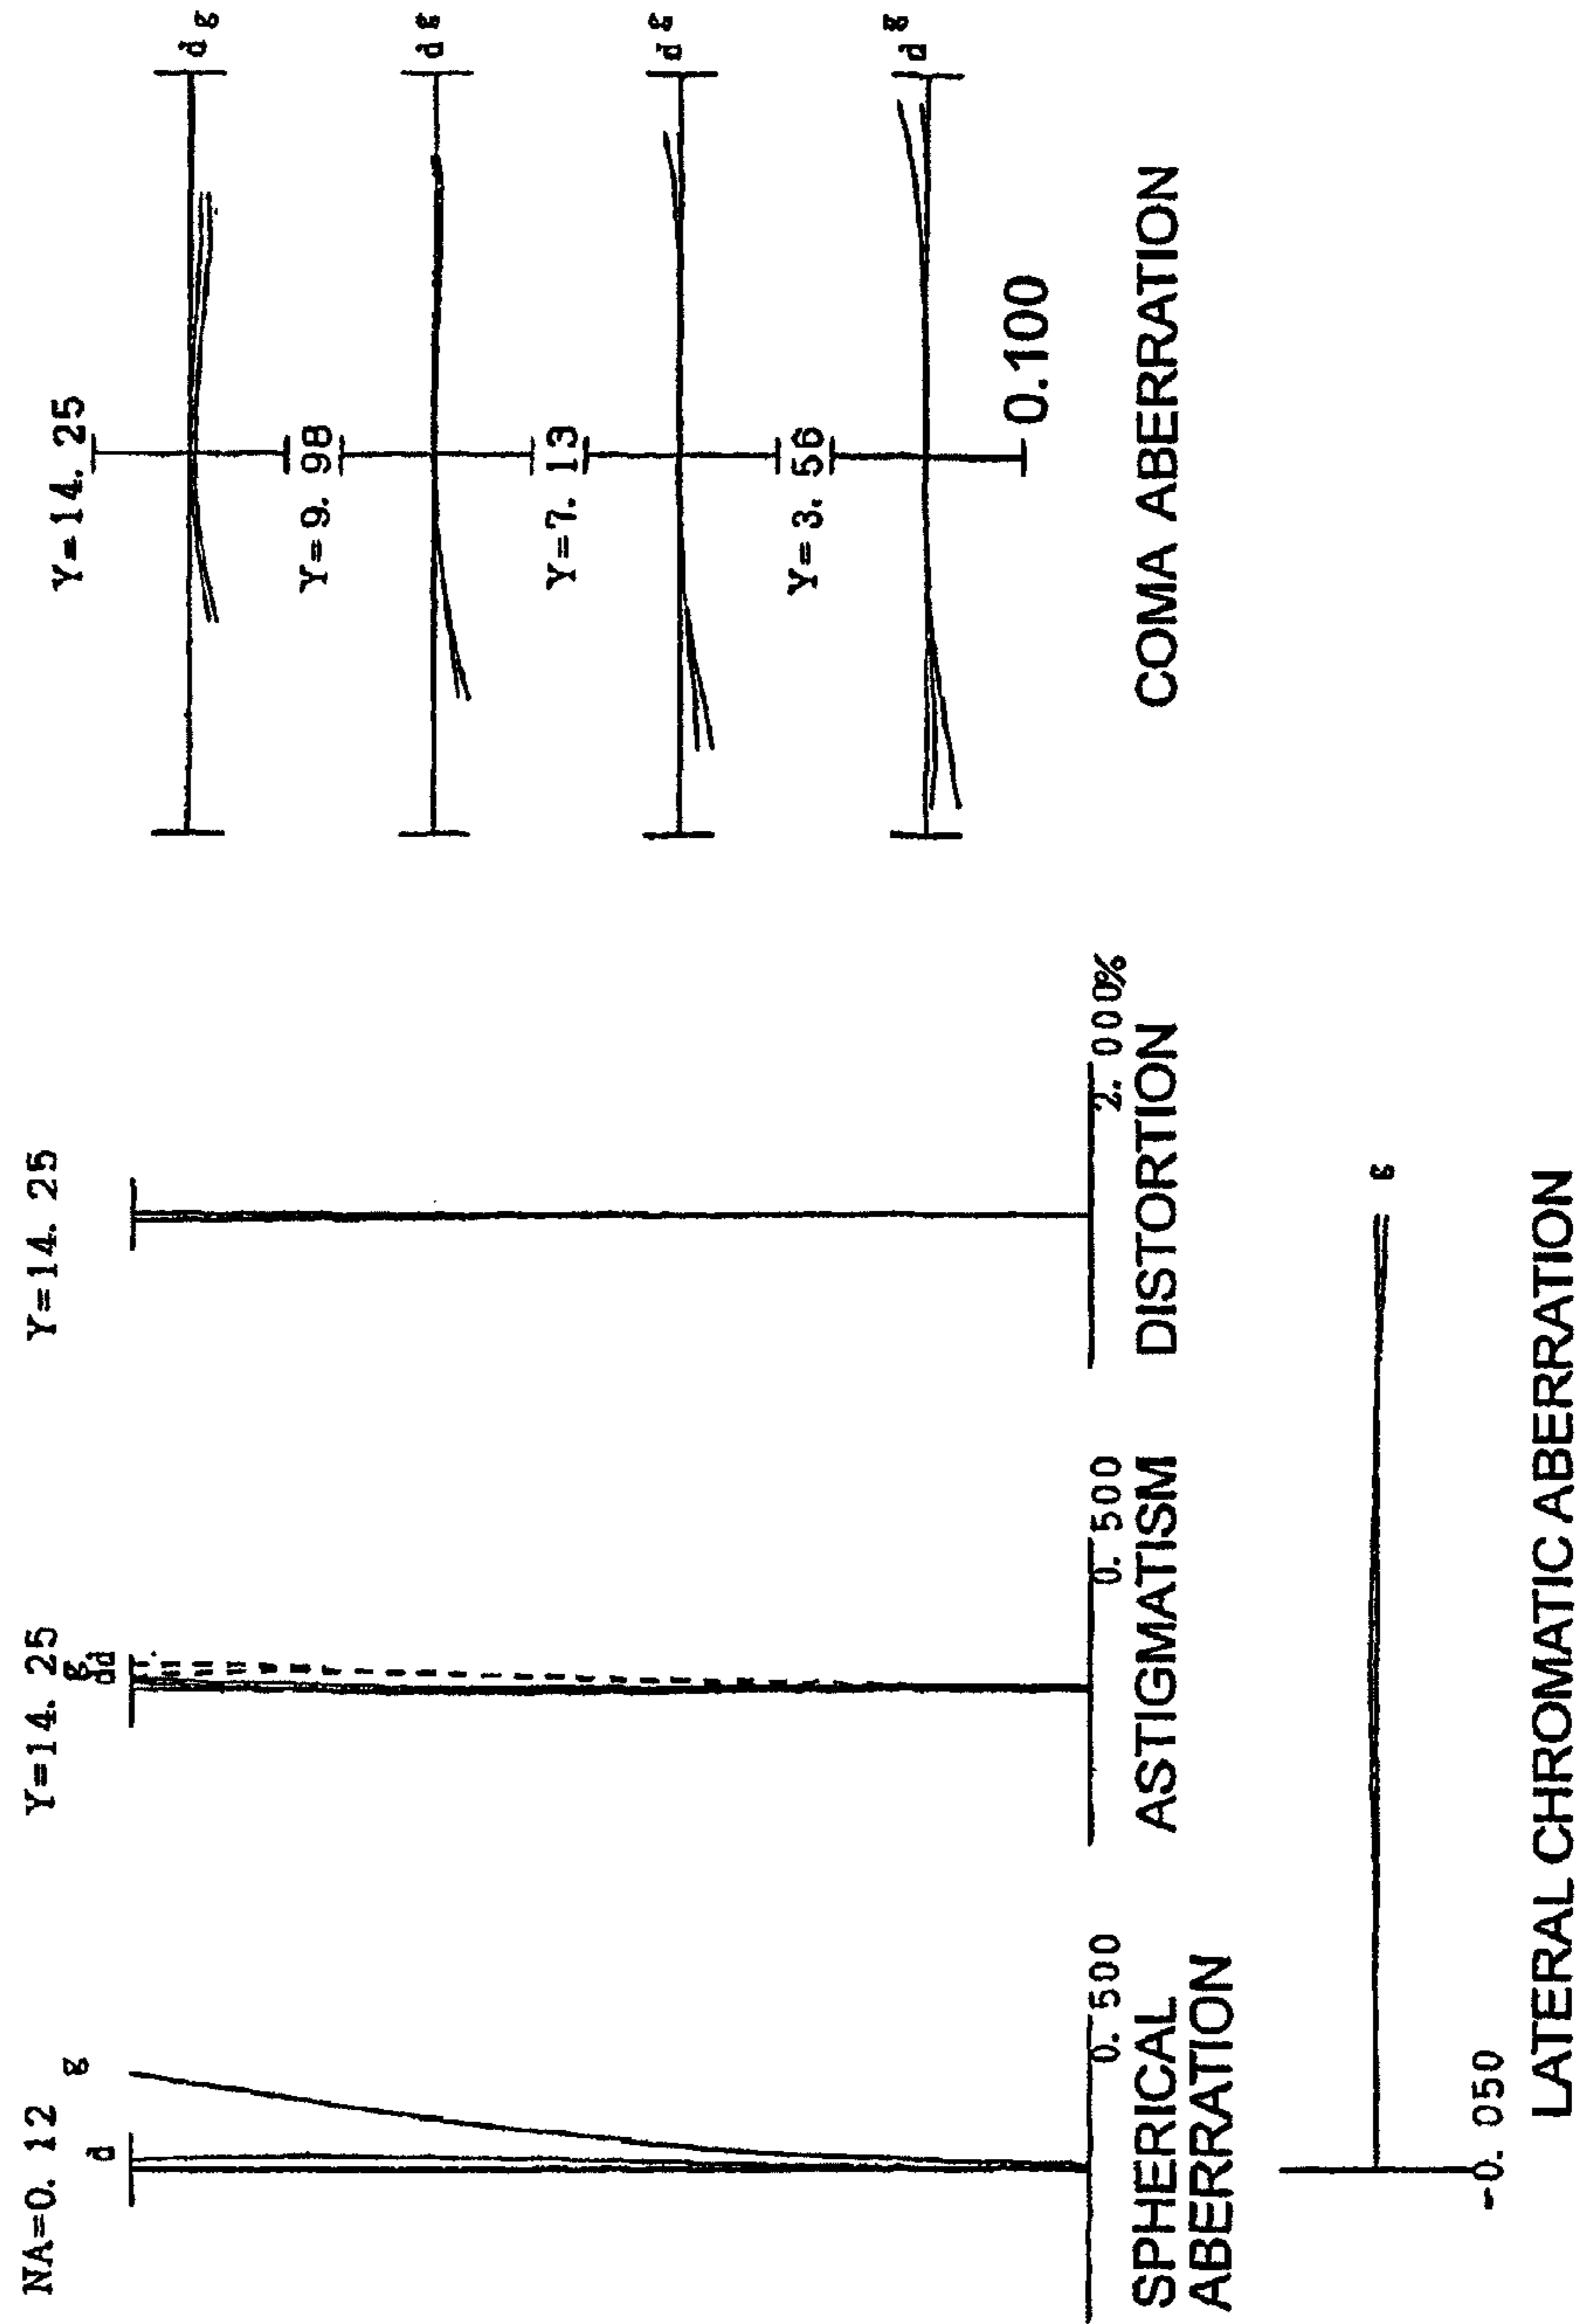 NA=0. 12
d g
0. 500
SPHERICAL
ABERRATION
Y=14. 25
g
d d
0. 500
ASTIGMATISM
Y=14. 25
2. 000%
DISTORTION
Y=14. 25
d g
Y=9. 98
d g
Y=7. 13
d g
Y=3. 56
d g
0.100
COMA ABERRATION
g
-0. 050
LATERAL CHROMATIC ABERRATION